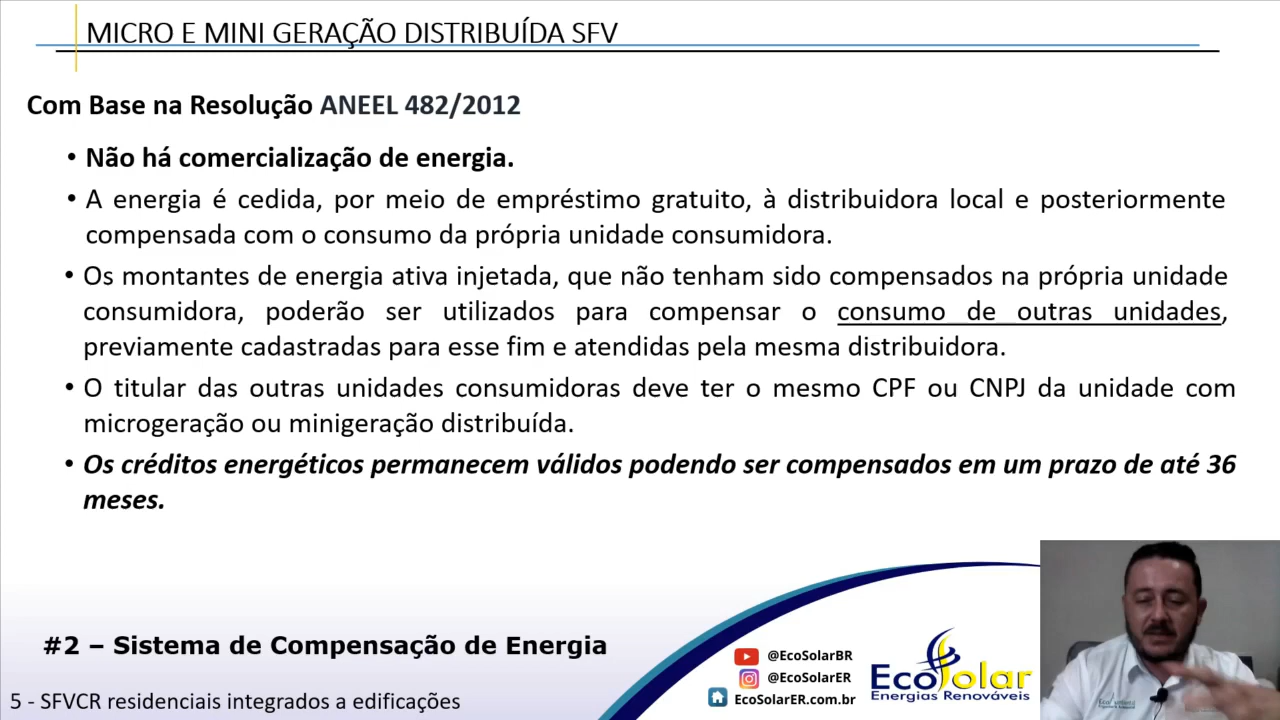 MICRO E MINI GERAÇÃO DISTRIBUÍDA SFV
Com Base na Resolução ANEEL 482/2012
• Não há comercialização de energia.
• A energia é cedida, por meio de empréstimo gratuito, à distribuidora local e posteriormente
compensada com o consumo da própria unidade consumidora.
• Os montantes de energia ativa injetada, que não tenham sido compensados na própria unidade
consumidora, poderão ser utilizados para compensar o consumo de outras unidades,
previamente cadastradas para esse fim e atendidas pela mesma distribuidora.
• O titular das outras unidades consumidoras deve ter o mesmo CPF ou CNPJ da unidade com
microgeração ou minigeração distribuída.
• Os créditos energéticos permanecem válidos podendo ser compensados em um prazo de até 36
meses.
#2 – Sistema de Compensação de Energia
5 - SFVCR residenciais integrados a edificações
@EcoSolarBR
@EcoSolarER
EcoSolarER.com.br
EcoSolar
Energias Renováveis